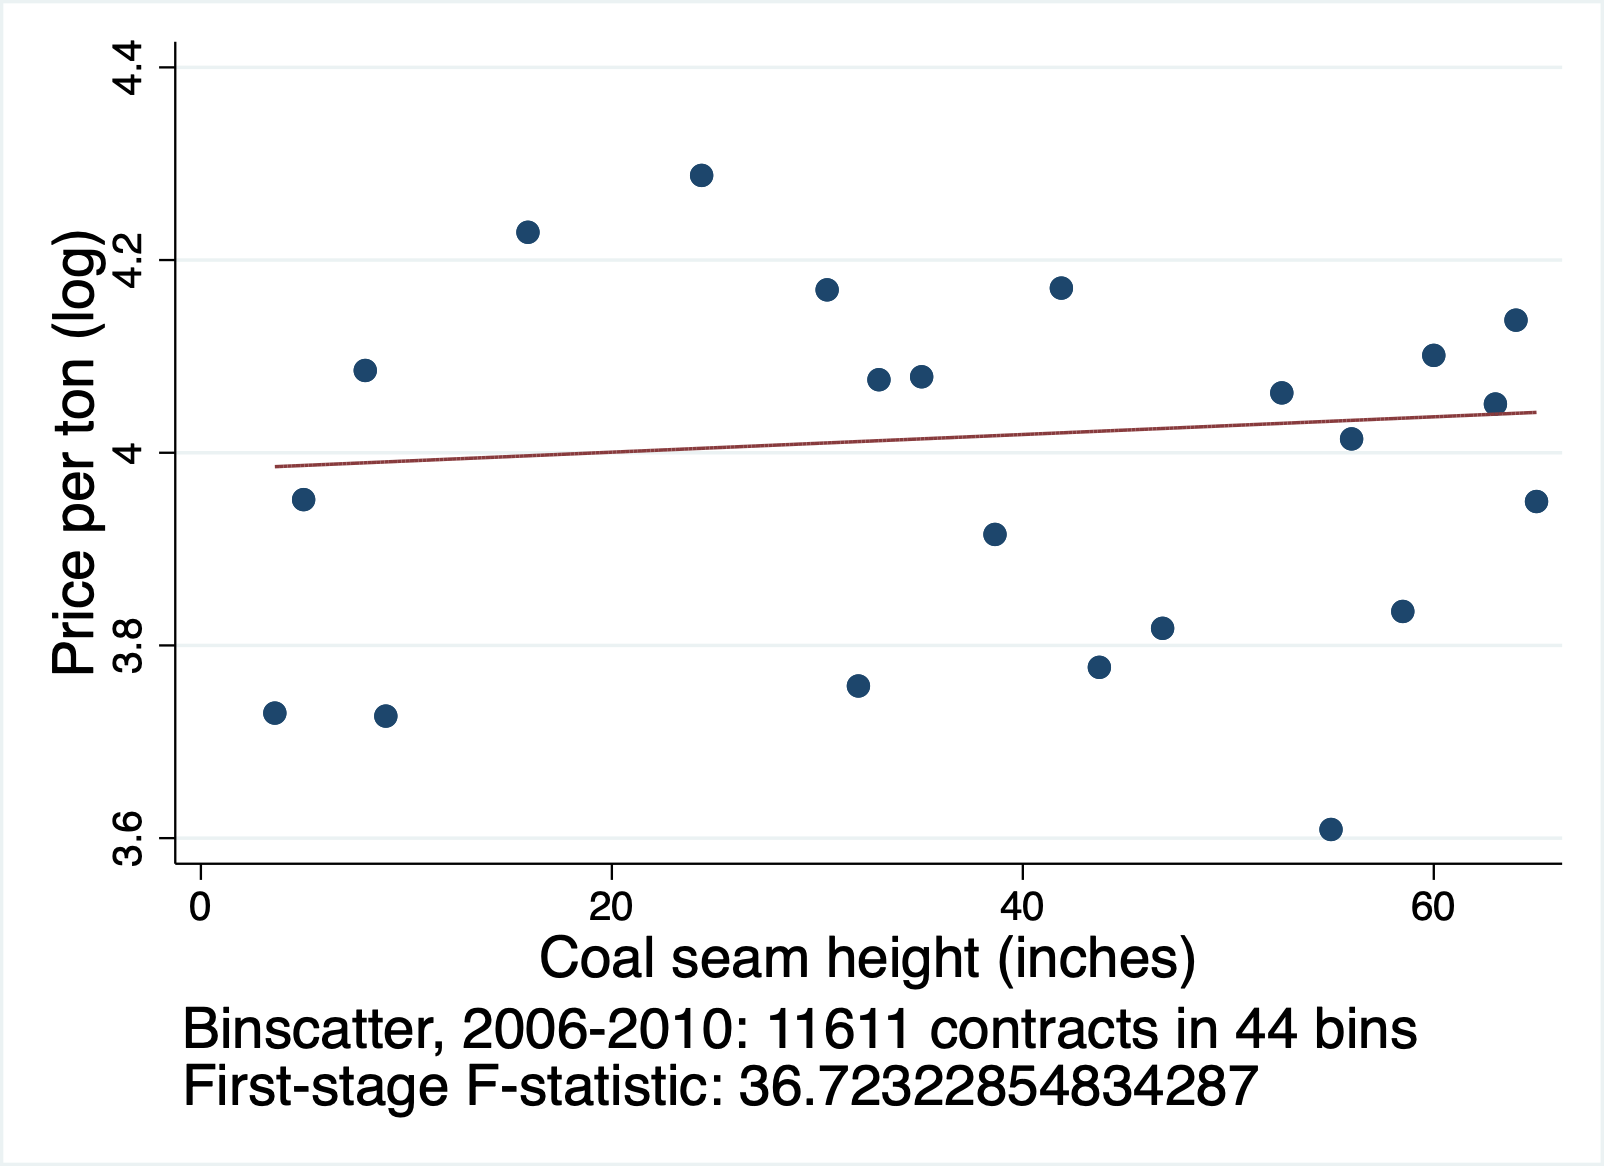 4.4
4.2
4
3.8
3.6
Price per ton (log)
0 20 40 60
Coal seam height (inches)
Binscatter, 2006-2010: 11611 contracts in 44 bins
First-stage F-statistic: 36.72322854834287